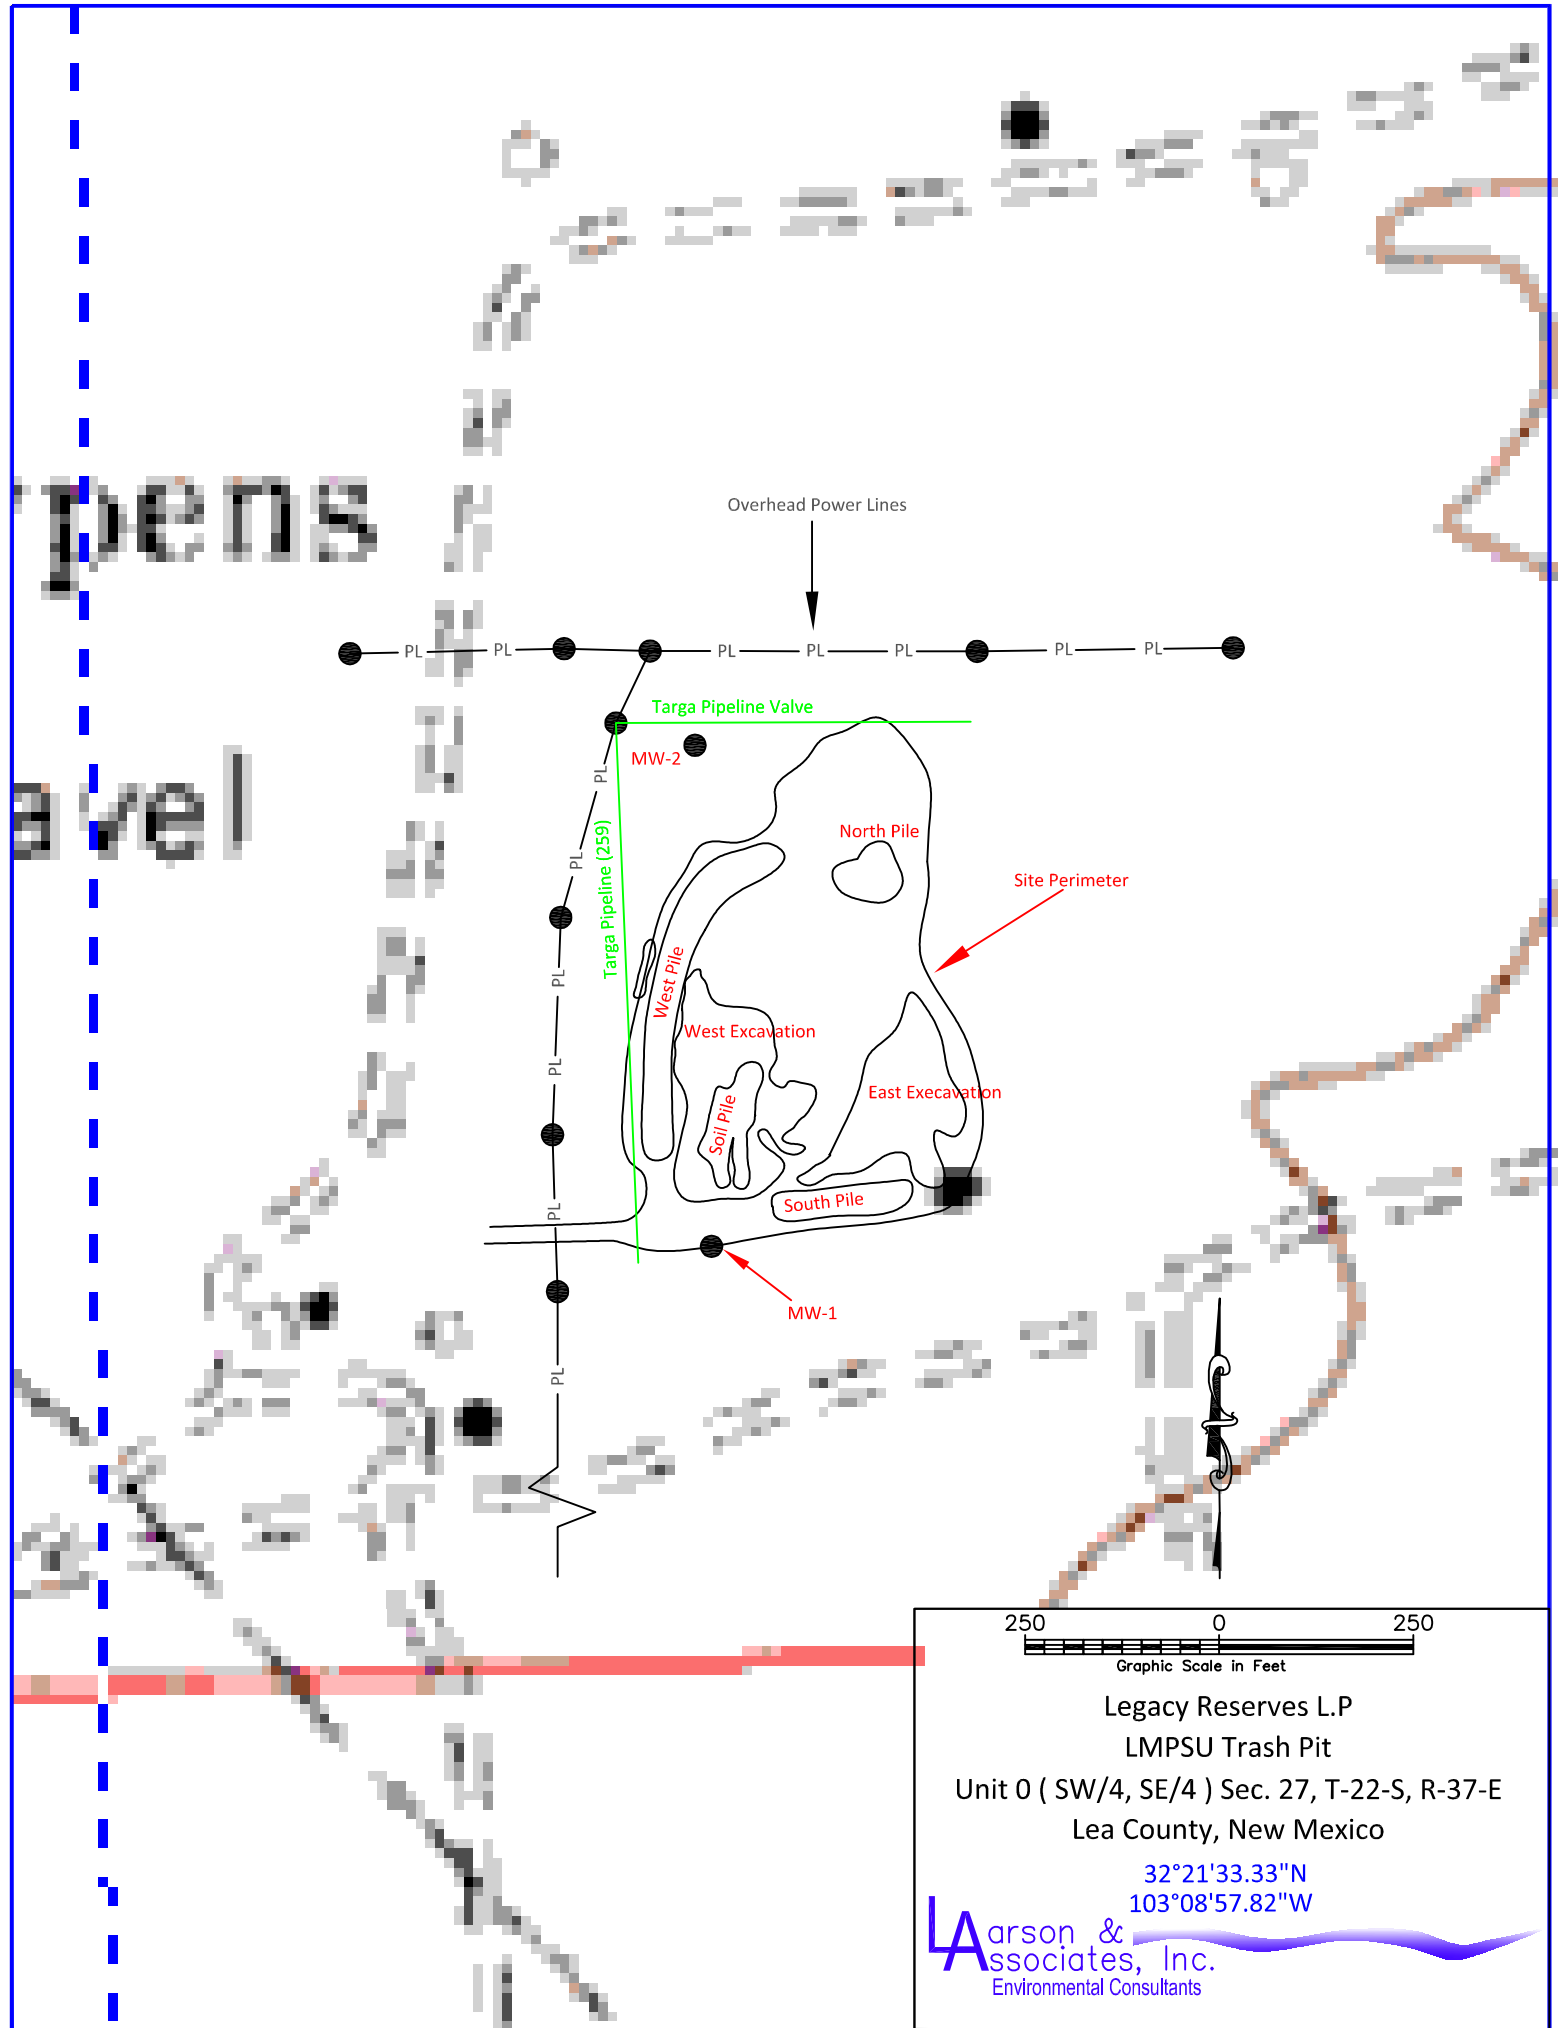 rpens
avel
Overhead Power Lines
PL PL PL PL PL PL PL
Targa Pipeline Valve
MW-2
PL
North Pile
Targa Pipeline (259)
PL
Site Perimeter
West Pile
PL
West Excavation
PL
East Execavation
Soil Pile
South Pile
PL
MW-1
PL
250 0 250
Graphic Scale in Feet
Legacy Reserves L.P
LMPSU Trash Pit
Unit 0 ( SW/4, SE/4 ) Sec. 27, T-22-S, R-37-E
Lea County, New Mexico
32°21'33.33"N
103°08'57.82"W
Larson &
Associates, Inc.
Environmental Consultants